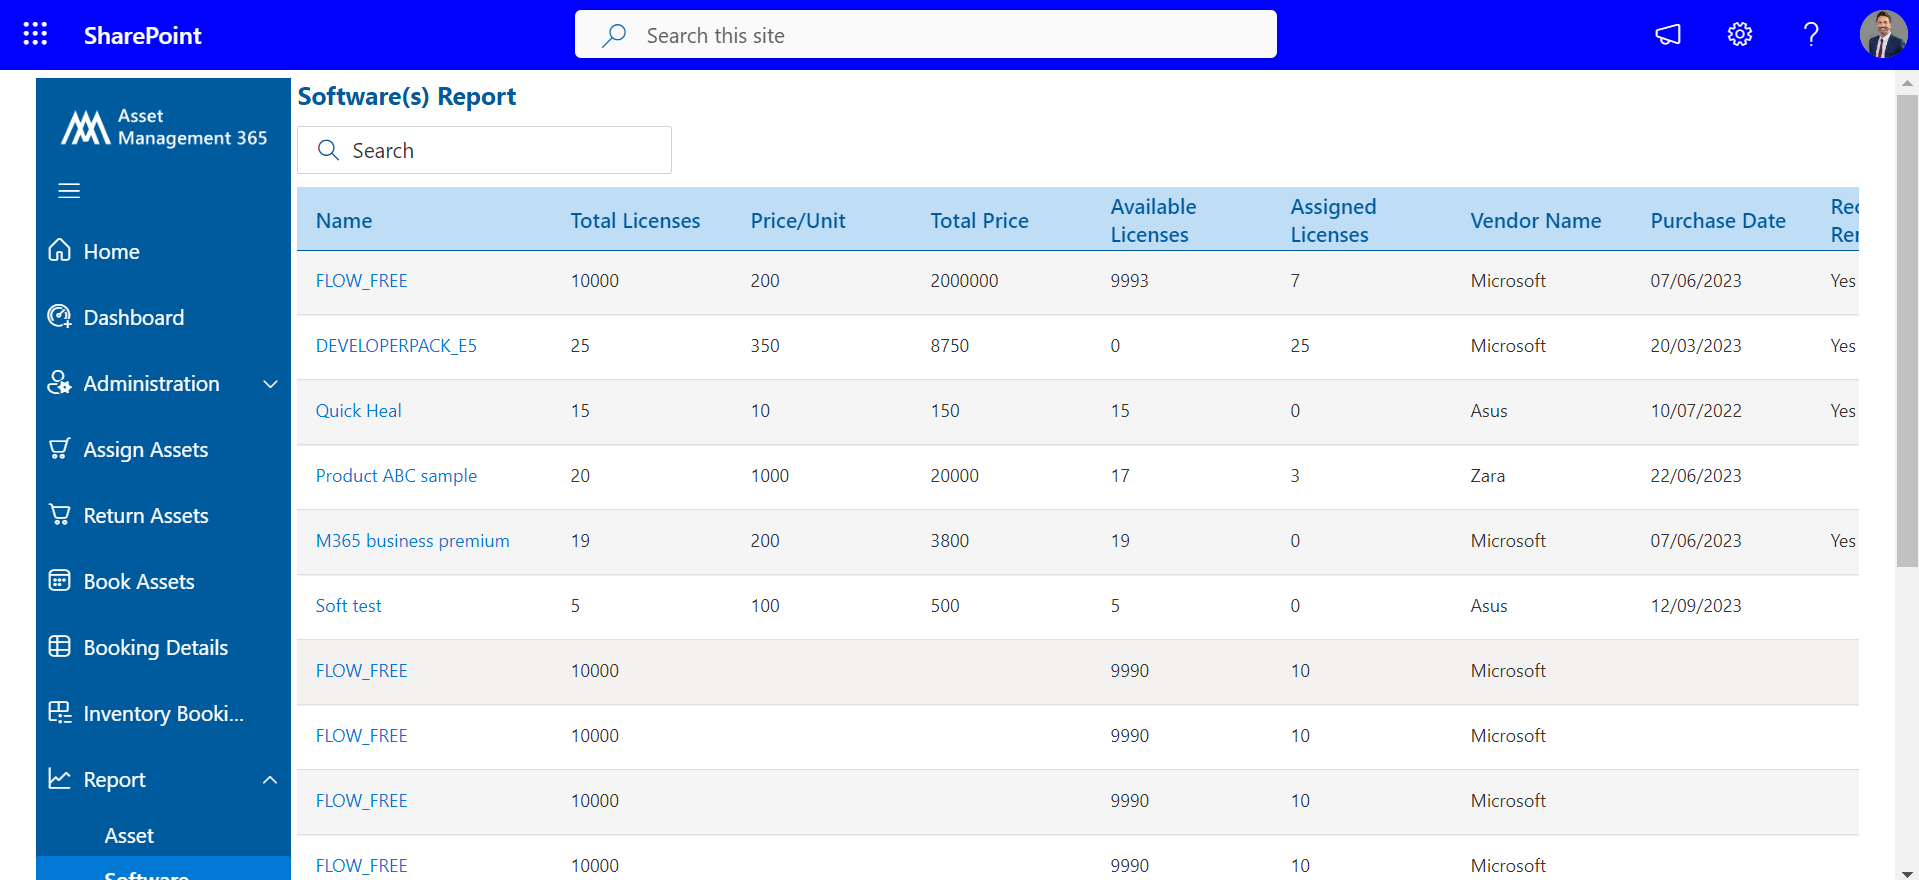 SharePoint
Search this site
Asset
Management 365
Home
Dashboard
Administration
Assign Assets
Return Assets
Book Assets
Booking Details
Inventory Booki...
Report
Asset
Software
Software(s) Report
Search
Name Total Licenses Price/Unit Total Price Available Licenses Assigned Licenses Vendor Name Purchase Date
FLOW_FREE 10000 200 2000000 9993 7 Microsoft 07/06/2023 Yes
DEVELOPERPACK_E5 25 350 8750 0 25 Microsoft 20/03/2023 Yes
Quick Heal 15 10 150 15 0 Asus 10/07/2022 Yes
Product ABC sample 20 1000 20000 17 3 Zara 22/06/2023
M365 business premium 19 200 3800 19 0 Microsoft 07/06/2023 Yes
Soft test 5 100 500 5 0 Asus 12/09/2023
FLOW_FREE 10000 9990 10 Microsoft
FLOW_FREE 10000 9990 10 Microsoft
FLOW_FREE 10000 9990 10 Microsoft
FLOW_FREE 10000 9990 10 Microsoft